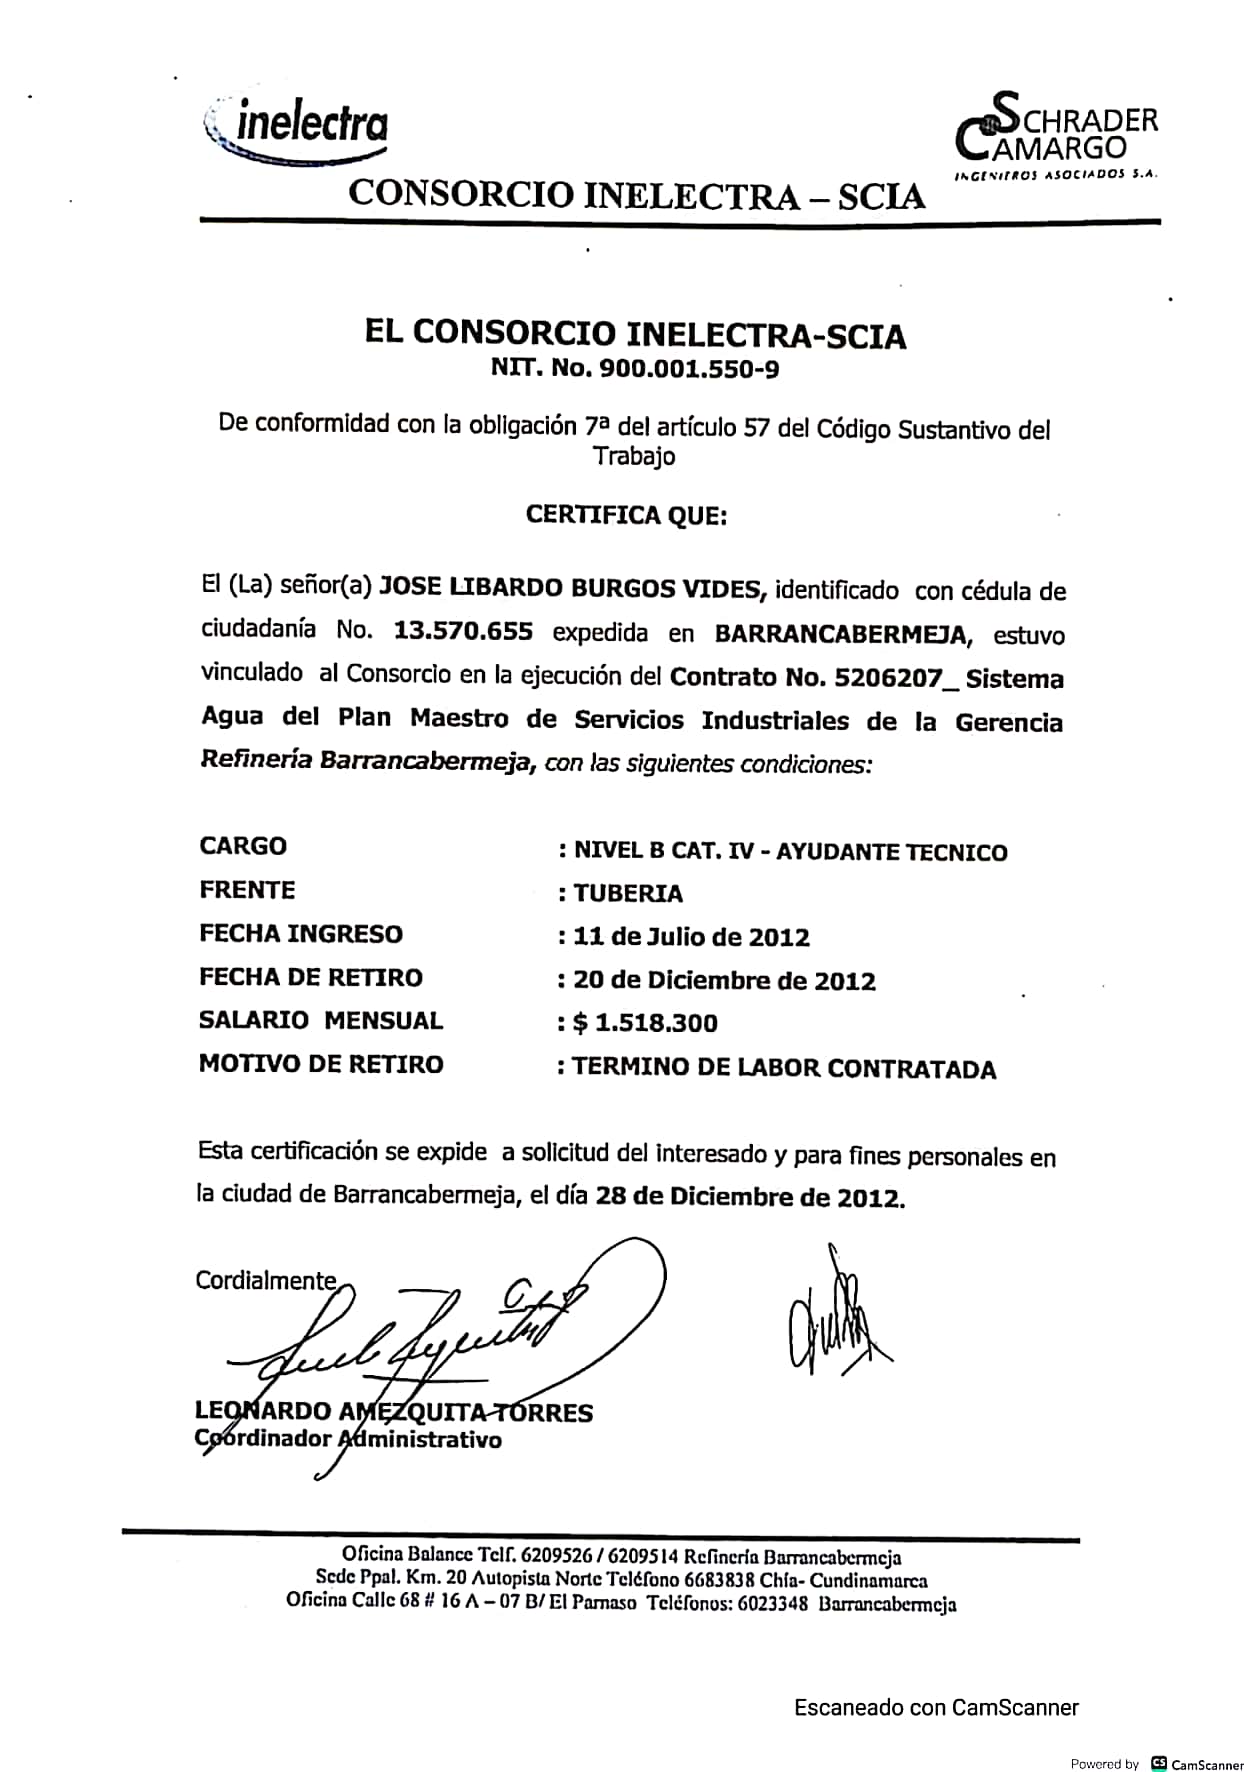 inelectra
SCHRADER
CAMARGO
INGENIEROS ASOCIADOS S.A.
CONSORCIO INELECTRA – SCIA
EL CONSORCIO INELECTRA-SCIA
NIT. No. 900.001.550-9
De conformidad con la obligación 7ª del artículo 57 del Código Sustantivo del
Trabajo
CERTIFICA QUE:
El (La) señor(a) JOSE LIBARDO BURGOS VIDES, identificado con cédula de
ciudadanía No. 13.570.655 expedida en BARRANCABERMEJA, estuvo
vinculado al Consorcio en la ejecución del Contrato No. 5206207_ Sistema
Agua del Plan Maestro de Servicios Industriales de la Gerencia
Refinería Barrancabermeja, con las siguientes condiciones:
CARGO : NIVEL B CAT. IV - AYUDANTE TECNICO
FRENTE : TUBERIA
FECHA INGRESO : 11 de Julio de 2012
FECHA DE RETIRO : 20 de Diciembre de 2012
SALARIO MENSUAL : $ 1.518.300
MOTIVO DE RETIRO : TERMINO DE LABOR CONTRATADA
Esta certificación se expide a solicitud del interesado y para fines personales en
la ciudad de Barrancabermeja, el día 28 de Diciembre de 2012.
Cordialmente
LEONARDO AMEZQUITA TORRES
Coordinador Administrativo
Oficina Balance Telf. 6209526 / 6209514 Refinería Barrancabermeja
Sede Ppal. Km. 20 Autopista Norte Teléfono 6683838 Chía- Cundinamarca
Oficina Calle 68 # 16 A – 07 B/ El Parnaso Teléfonos: 6023348 Barrancabermeja
Escaneado con CamScanner
Powered by CS CamScanner